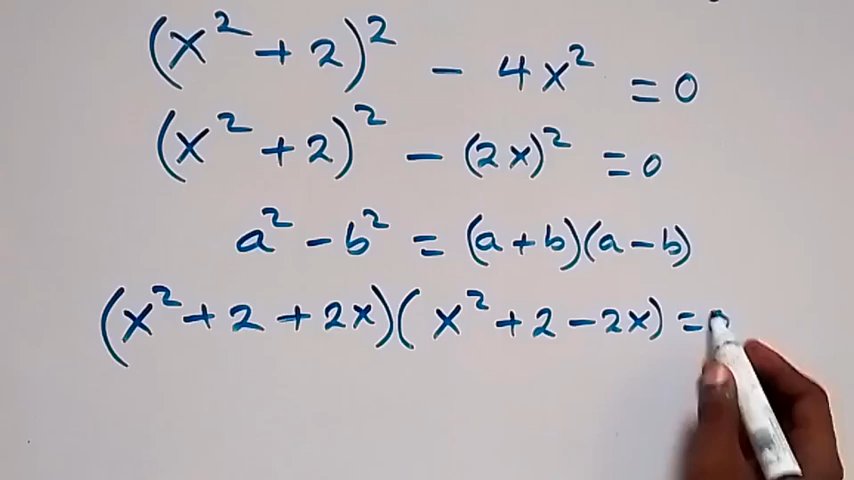 (x² + 2)² - 4x² = 0
(x² + 2)² - (2x)² = 0
a² - b² = (a + b)(a - b)
(x² + 2 + 2x)(x² + 2 - 2x) = 0